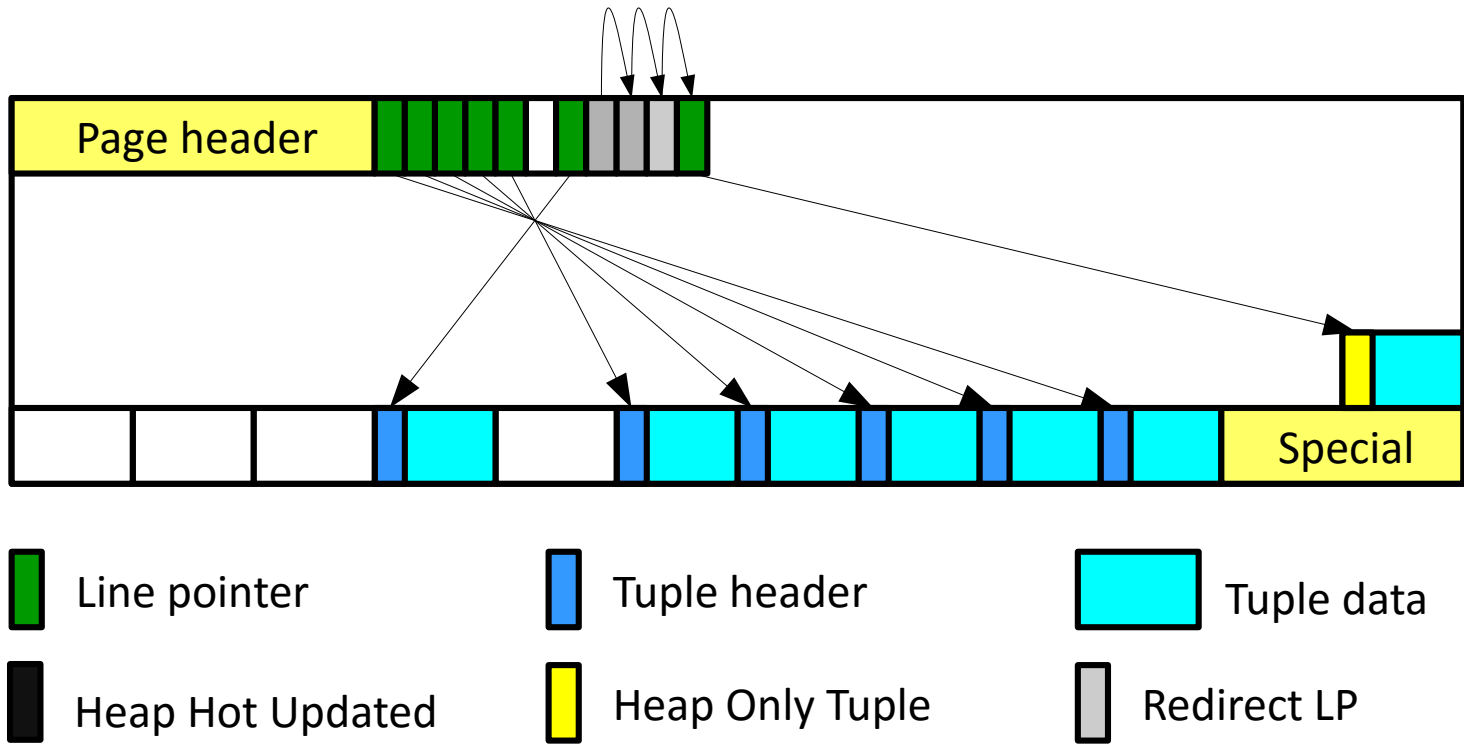 Page header
Special
Line pointer
Tuple header
Tuple data
Heap Hot Updated
Heap Only Tuple
Redirect LP